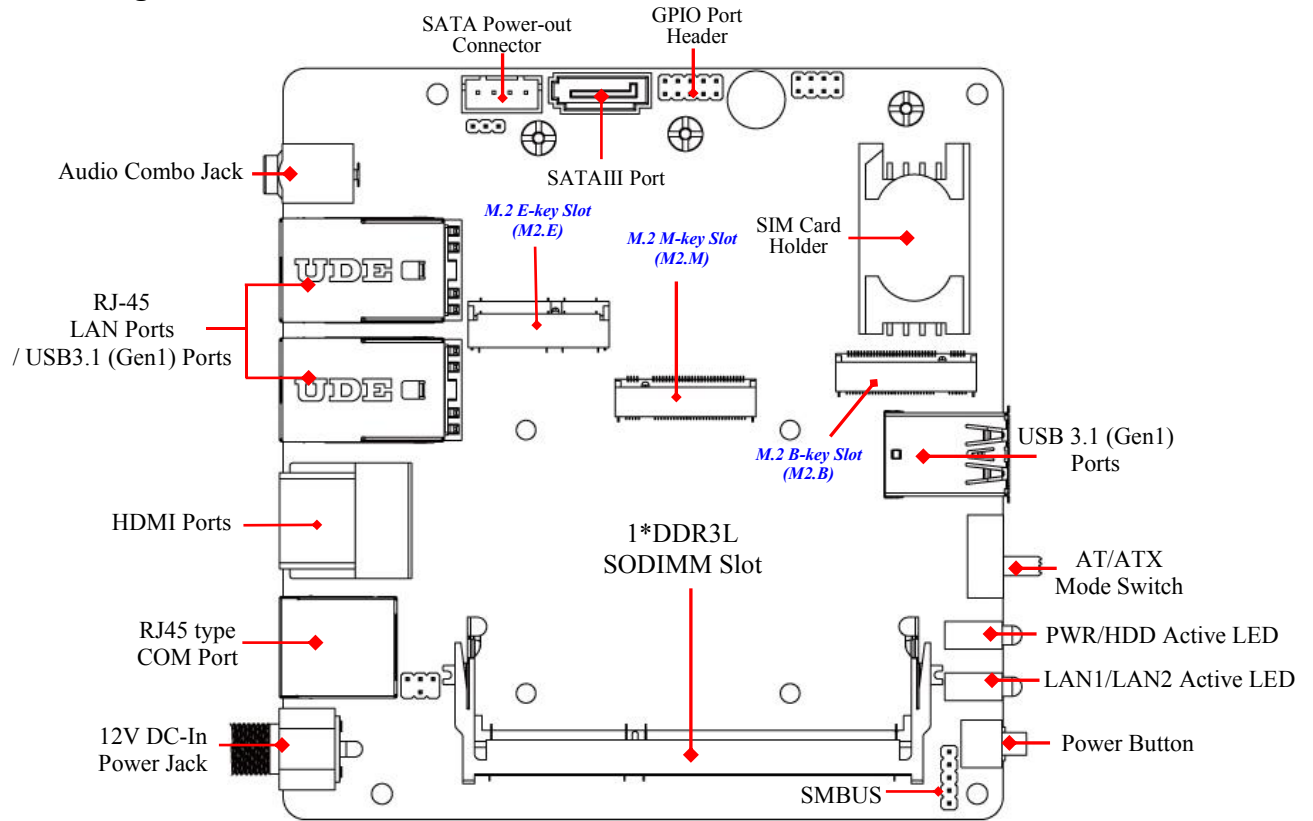 SATA Power-out
Connector
GPIO Port
Header
Audio Combo Jack
SATAIII Port
M.2 E-key Slot
(M2.E)
M.2 M-key Slot
(M2.M)
SIM Card
Holder
UDE
RJ-45
LAN Ports
/ USB3.1 (Gen1) Ports
UDE
M.2 B-key Slot
(M2.B)
USB 3.1 (Gen1)
Ports
HDMI Ports
1*DDR3L
SODIMM Slot
AT/ATX
Mode Switch
RJ45 type
COM Port
PWR/HDD Active LED
LAN1/LAN2 Active LED
12V DC-In
Power Jack
Power Button
SMBUS